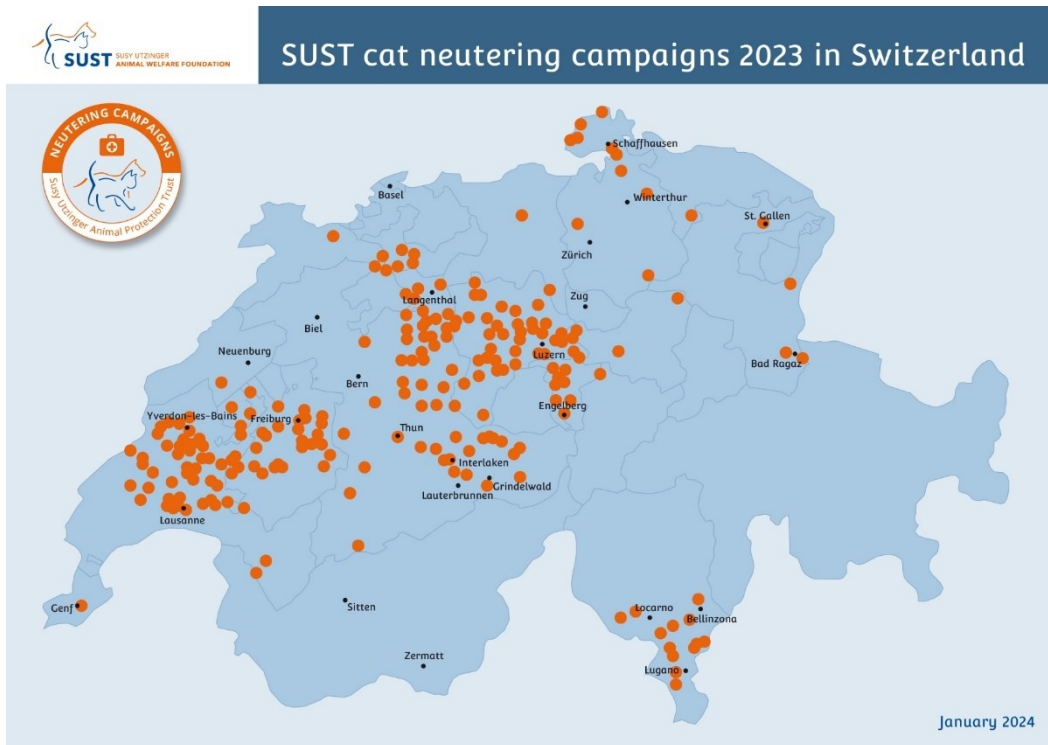 SUST SUSY UTZINGER
ANIMAL WELFARE FOUNDATION
SUST cat neutering campaigns 2023 in Switzerland
NEUTERING CAMPAIGNS
Susy Utzinger Animal Protection Trust
Schaffhausen
Basel
Winterthur
St. Gallen
Zürich
Langenthal
Zug
Biel
Luzern
Neuenburg
Bad Ragaz
Bern
Engelberg
Yverdon-les-Bains
Freiburg
Thun
Interlaken
Grindelwald
Lauterbrunnen
Lausanne
Genf
Sitten
Locarno
Bellinzona
Zermatt
Lugano
January 2024